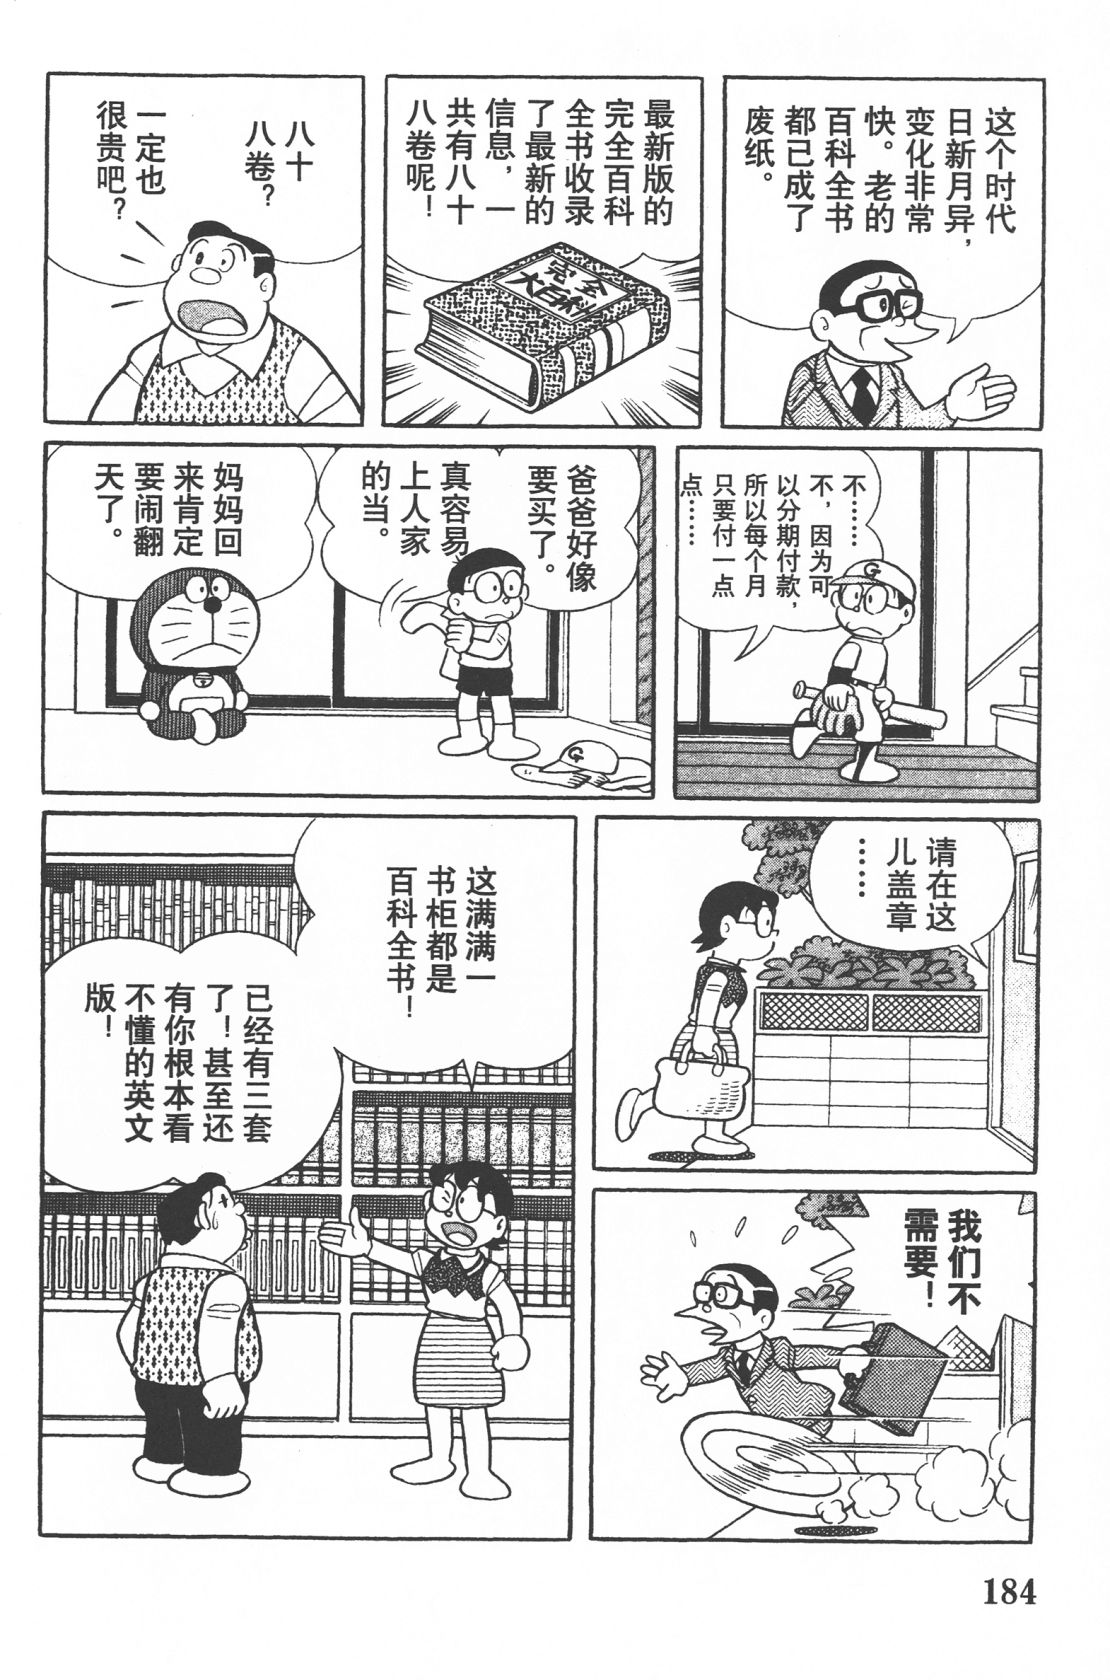 这个时代
日新月异，
变化非常
快。老的
百科全书
都已成了
废纸。
最新版的
完全百科
全书收录
了最新的
信息，一
共有八十
八卷呢！
完全
大百科
八十
八卷？
一定也
很贵吧？
不……
不，因为可
以分期付款，
所以每个月
只要付一点
点……
G
爸爸好像
要买了。
真容易
上人家
的当。
G
妈妈回
来肯定
要闹翻
天了。
请在这
儿盖章
……
我们不
需要！
这满满一
书柜都是
百科全书！
已经有三套
了！甚至还
有你根本看
不懂的英文
版！
184